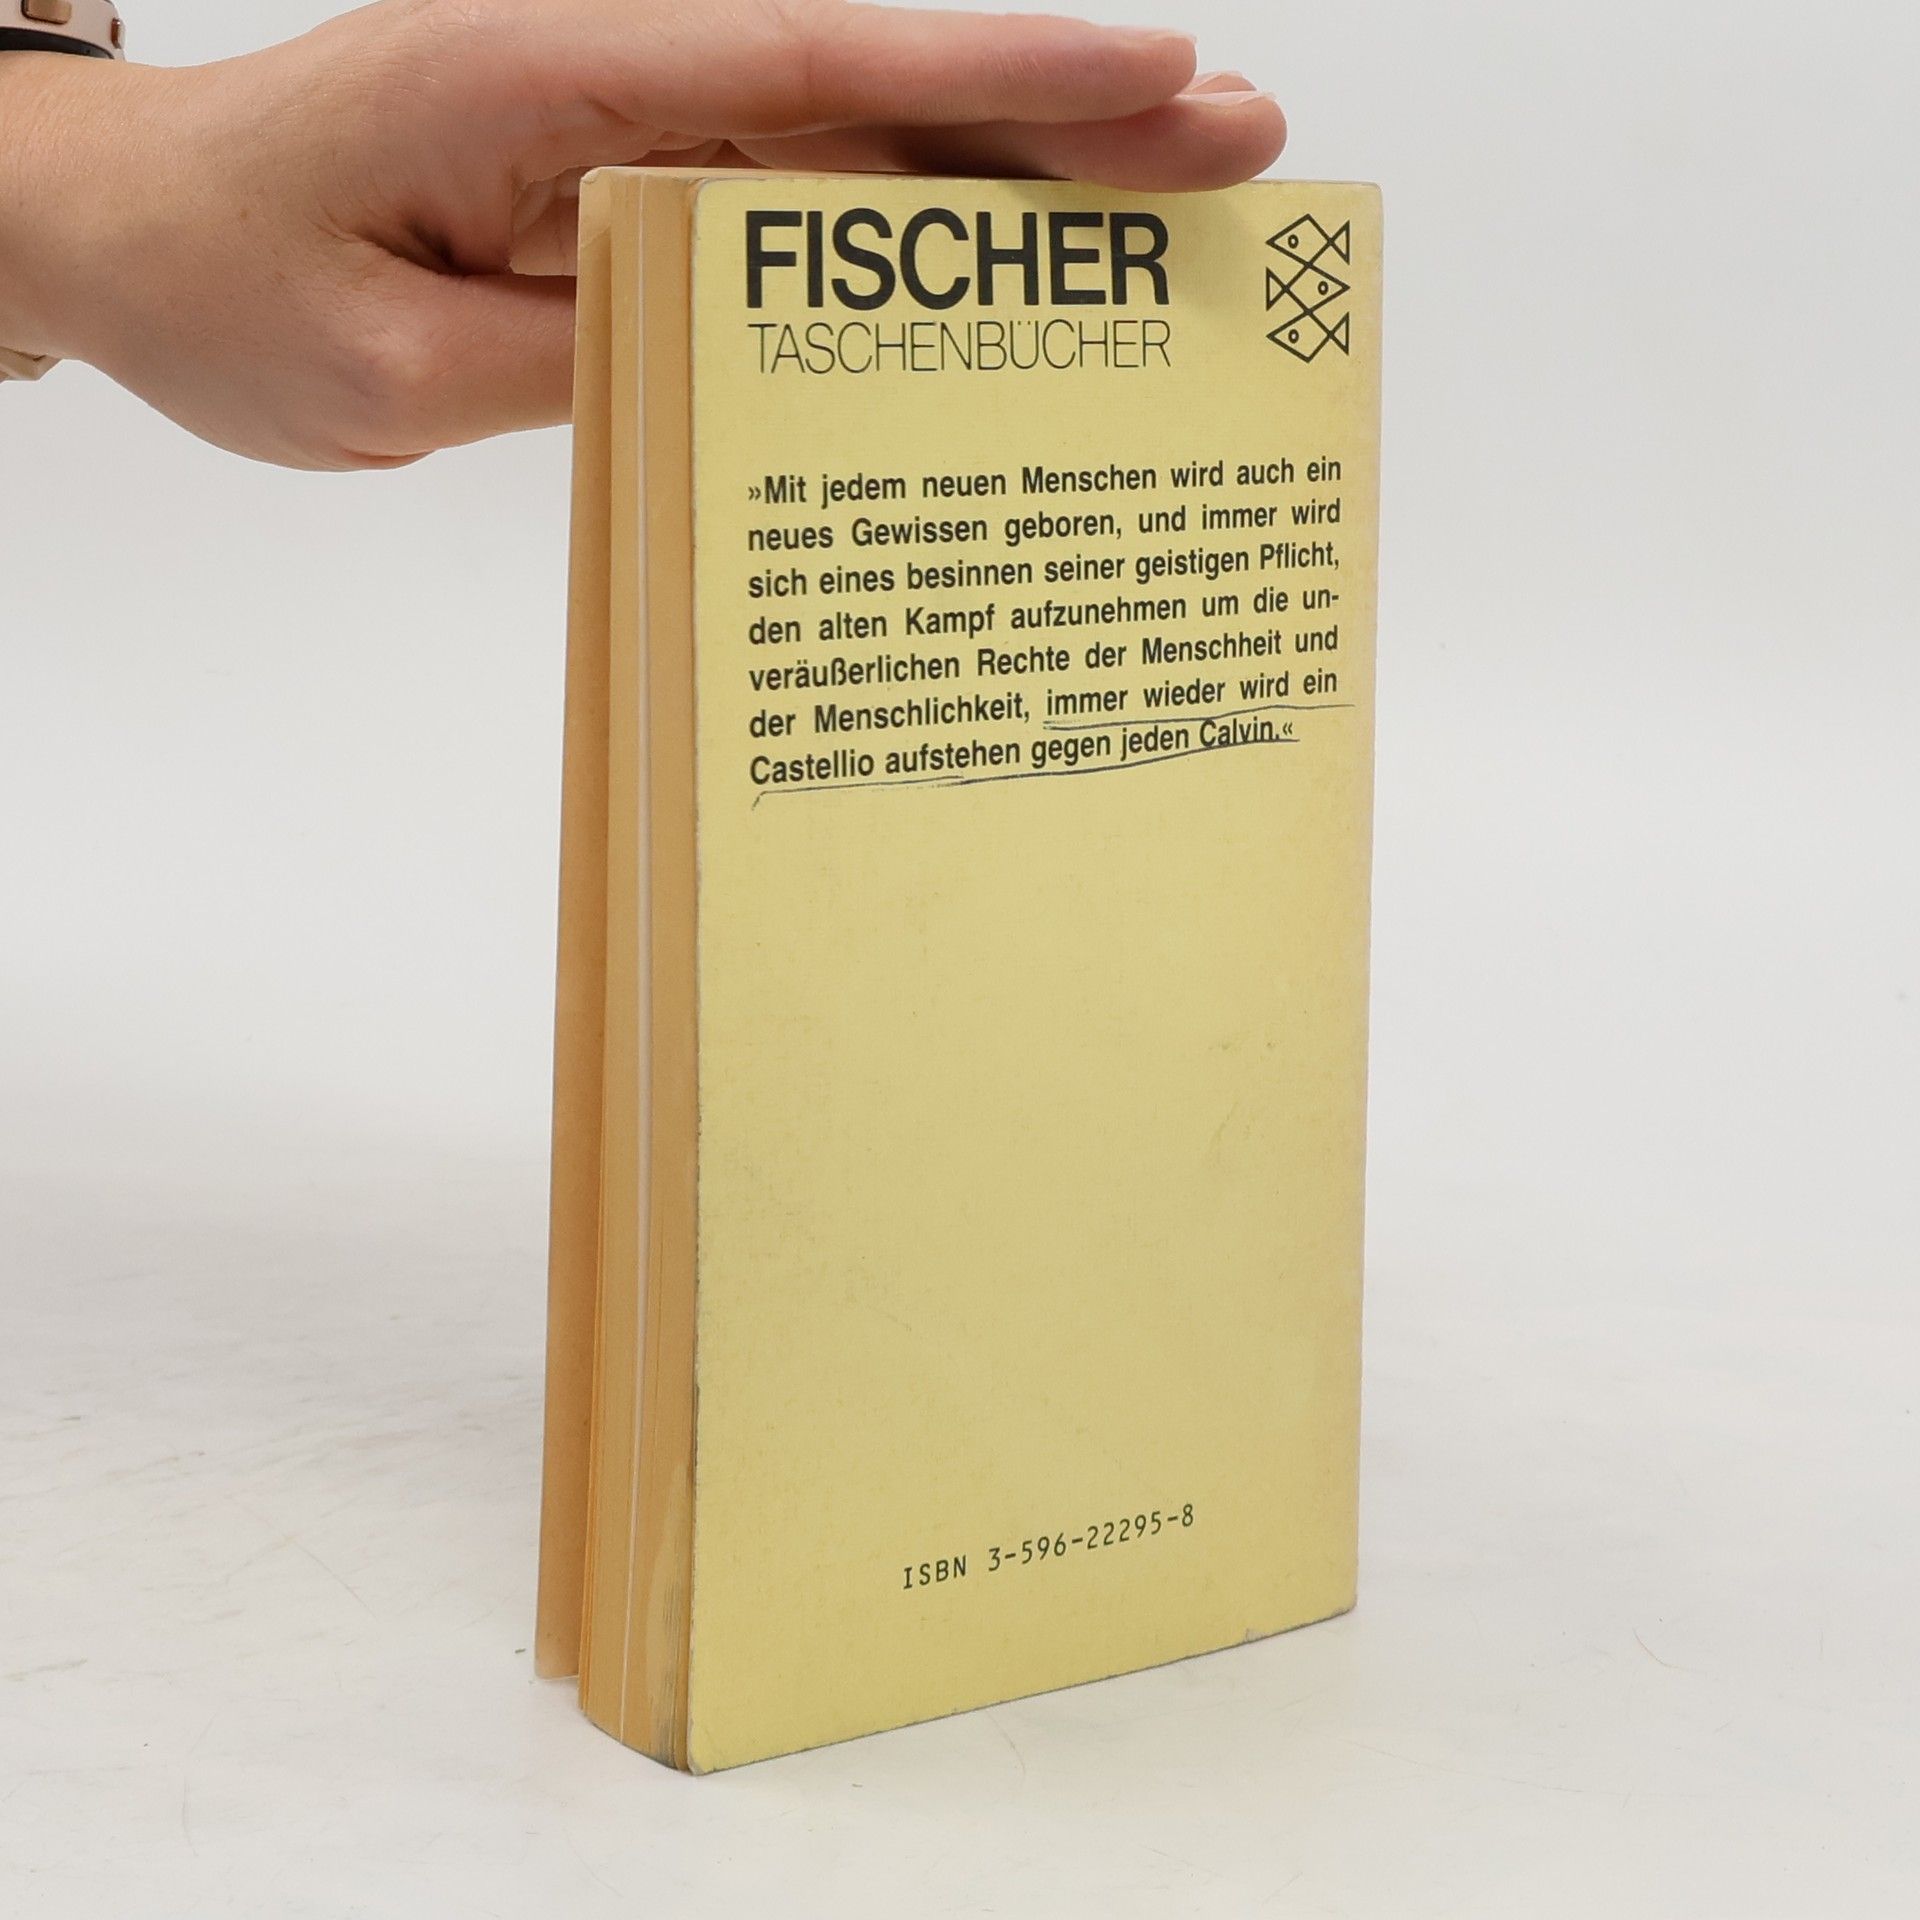 FISCHER
TASCHENBÜCHER
»Mit jedem neuen Menschen wird auch ein
neues Gewissen geboren, und immer wird
sich eines besinnen seiner geistigen Pflicht,
den alten Kampf aufzunehmen um die un-
veräußerlichen Rechte der Menschheit und
der Menschlichkeit, immer wieder wird ein
Castellio aufstehen gegen jeden Calvin.«
ISBN 3-596-22295-8